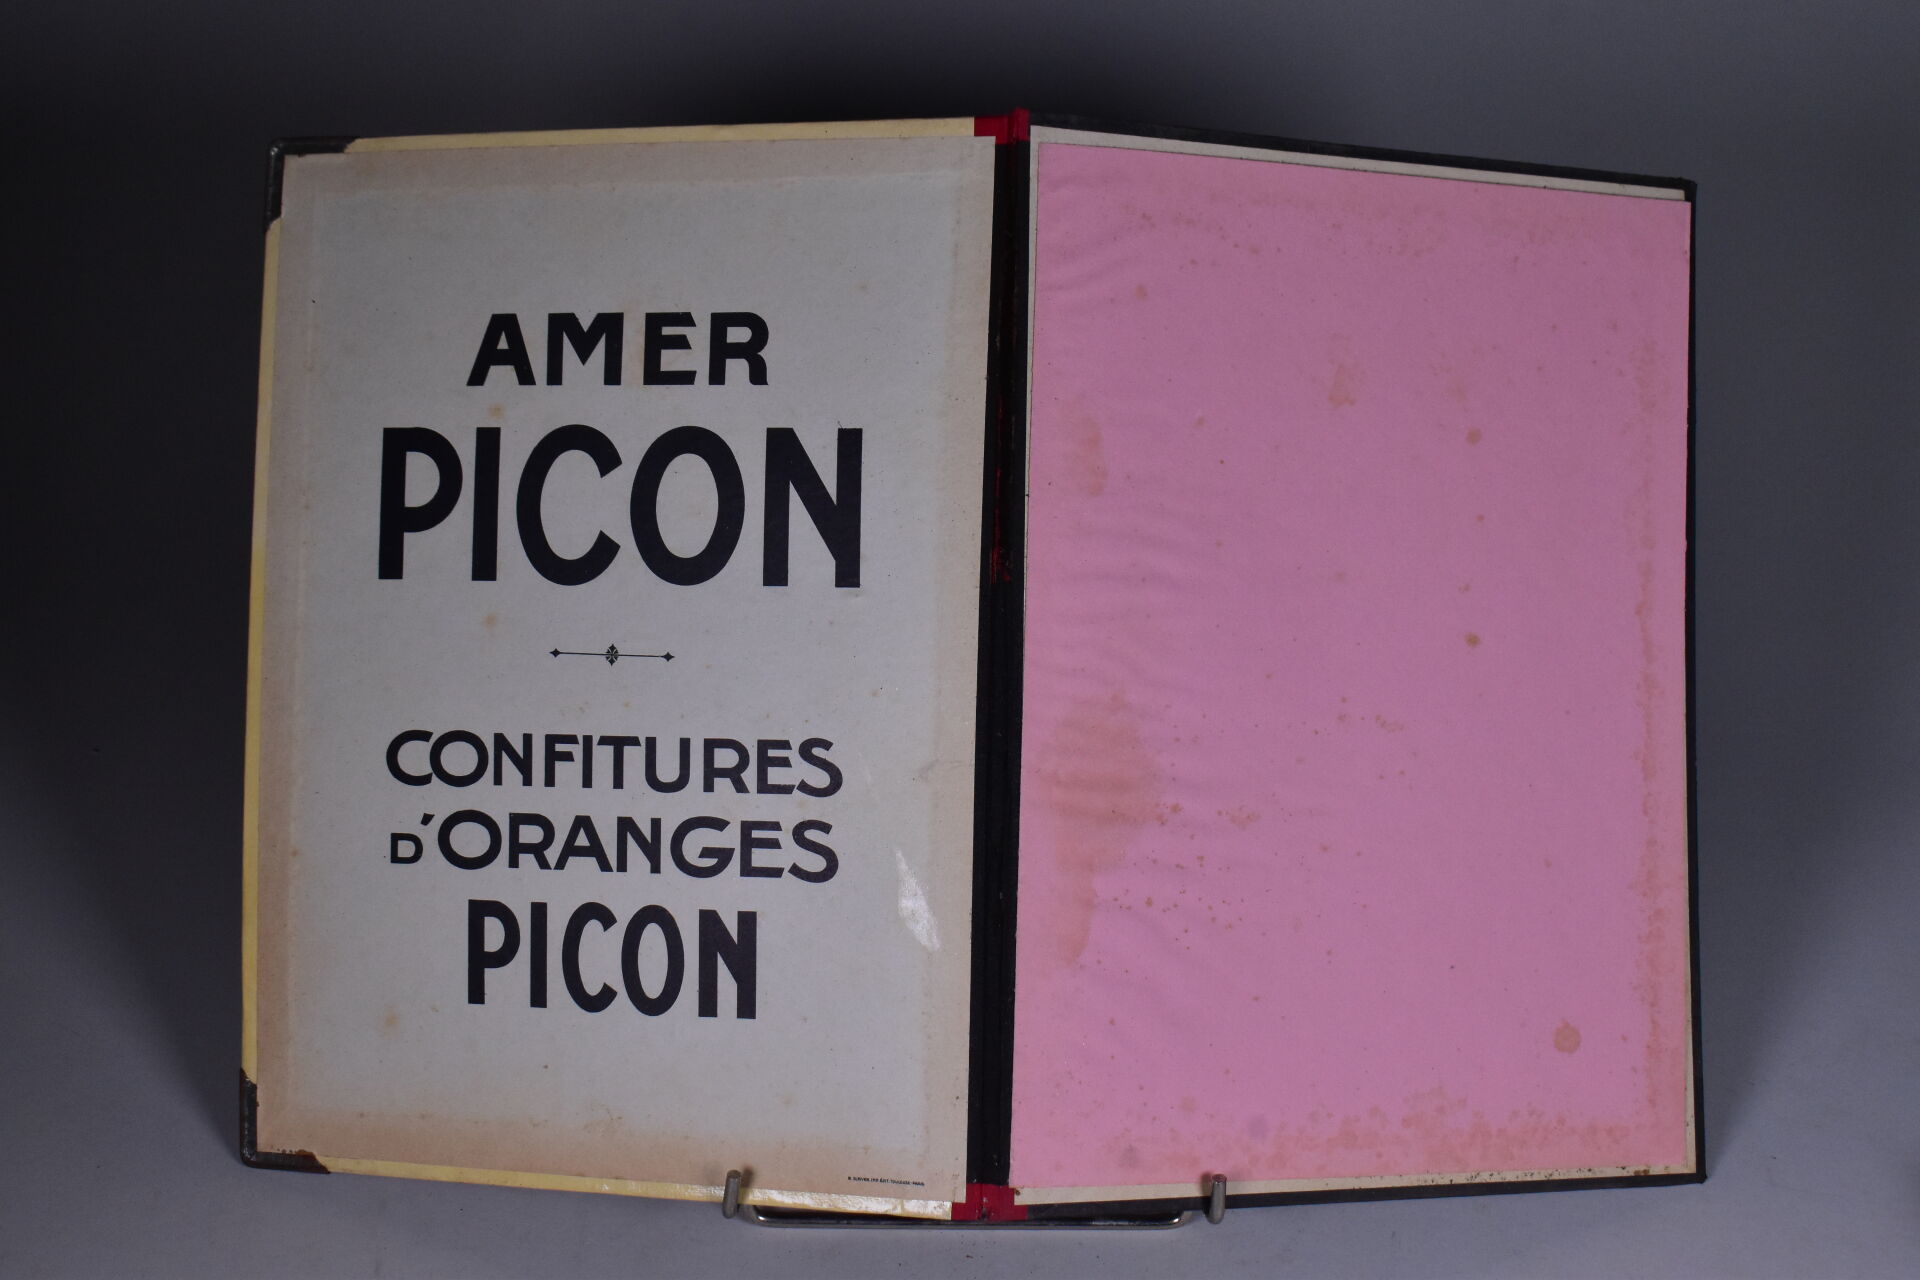 AMER
PICON
CONFITURES
D'ORANGES
PICON